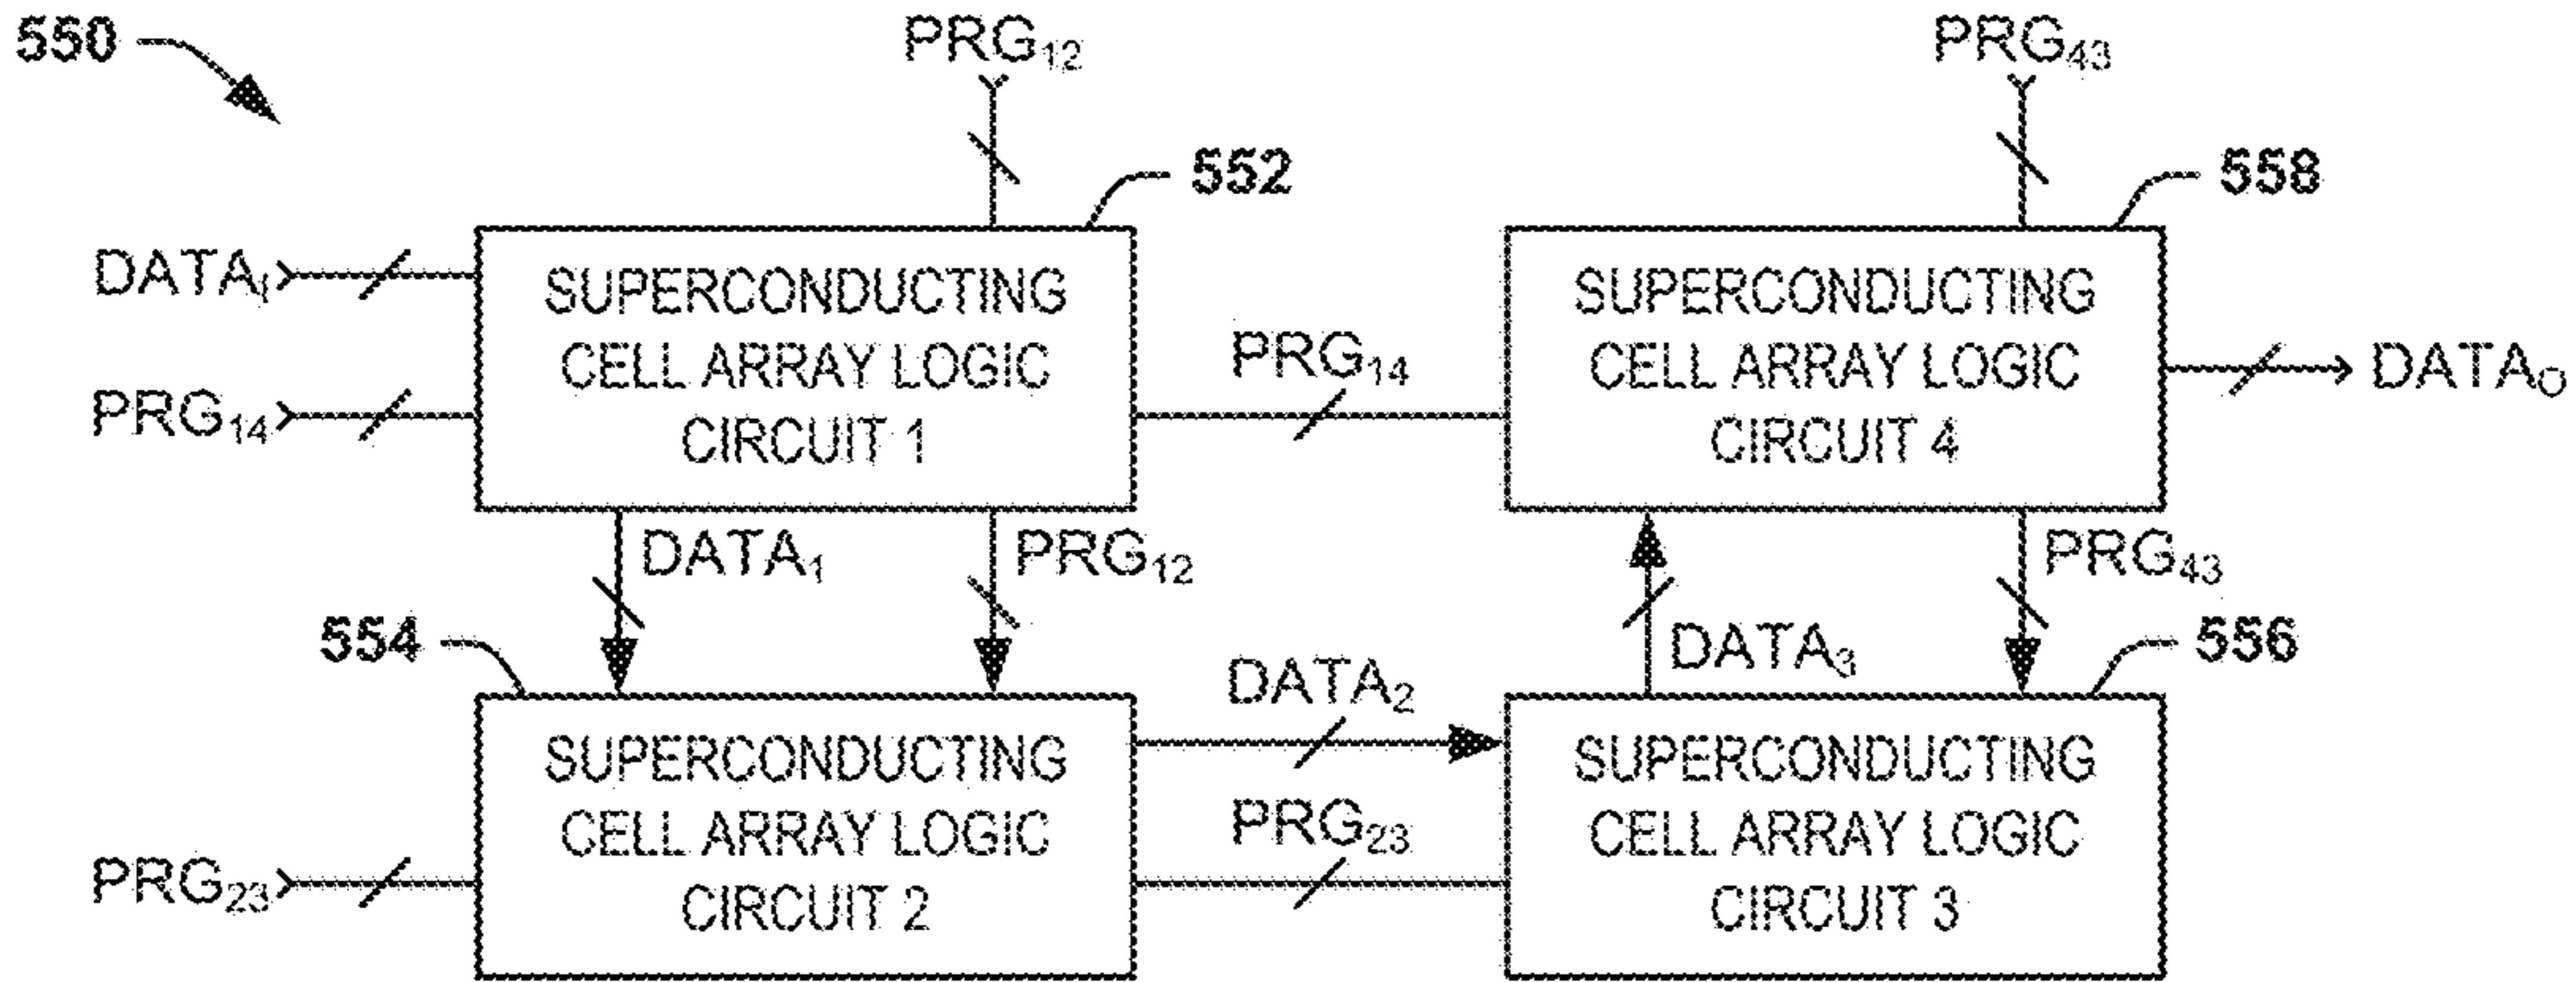 550
PRG₁₂
PRG₄₃
552
558
DATA_I
SUPERCONDUCTING
CELL ARRAY LOGIC
CIRCUIT 1
PRG₁₄
PRG₁₄
SUPERCONDUCTING
CELL ARRAY LOGIC
CIRCUIT 4
DATA_O
DATA₁
PRG₁₂
DATA₃
PRG₄₃
554
556
DATA₂
SUPERCONDUCTING
CELL ARRAY LOGIC
CIRCUIT 2
PRG₂₃
PRG₂₃
SUPERCONDUCTING
CELL ARRAY LOGIC
CIRCUIT 3